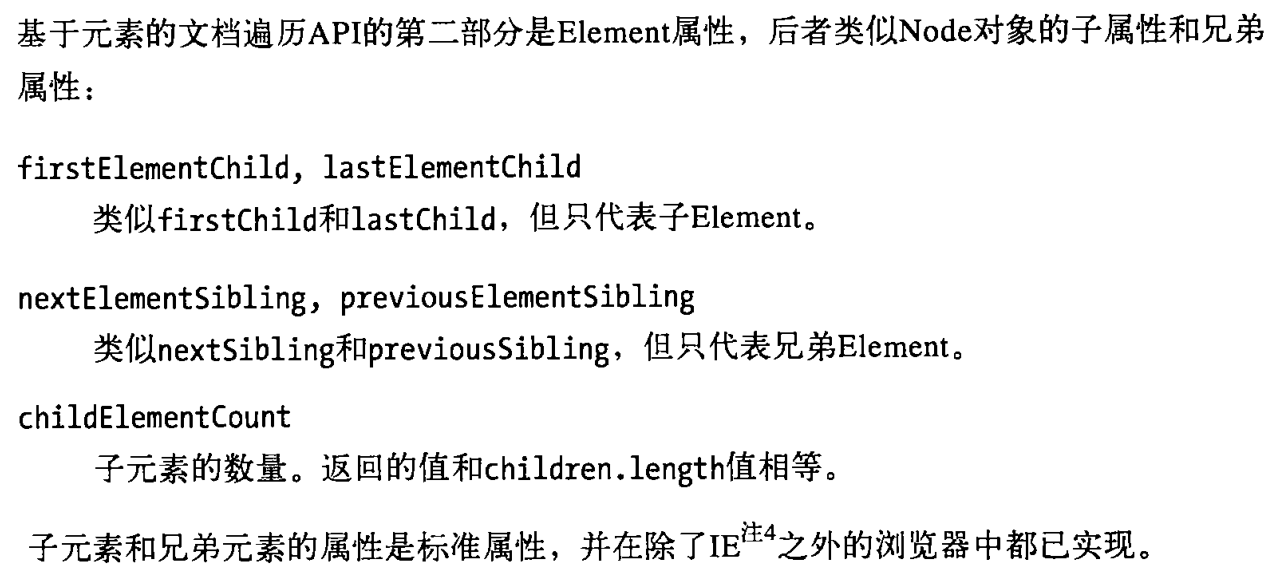 基于元素的文档遍历API的第二部分是Element属性，后者类似Node对象的子属性和兄弟
属性：
firstElementChild, lastElementChild
类似firstChild和lastChild，但只代表子Element。
nextElementSibling, previousElementSibling
类似nextSibling和previousSibling，但只代表兄弟Element。
childElementCount
子元素的数量。返回的值和children.length值相等。
子元素和兄弟元素的属性是标准属性，并在除了IE注4之外的浏览器中都已实现。